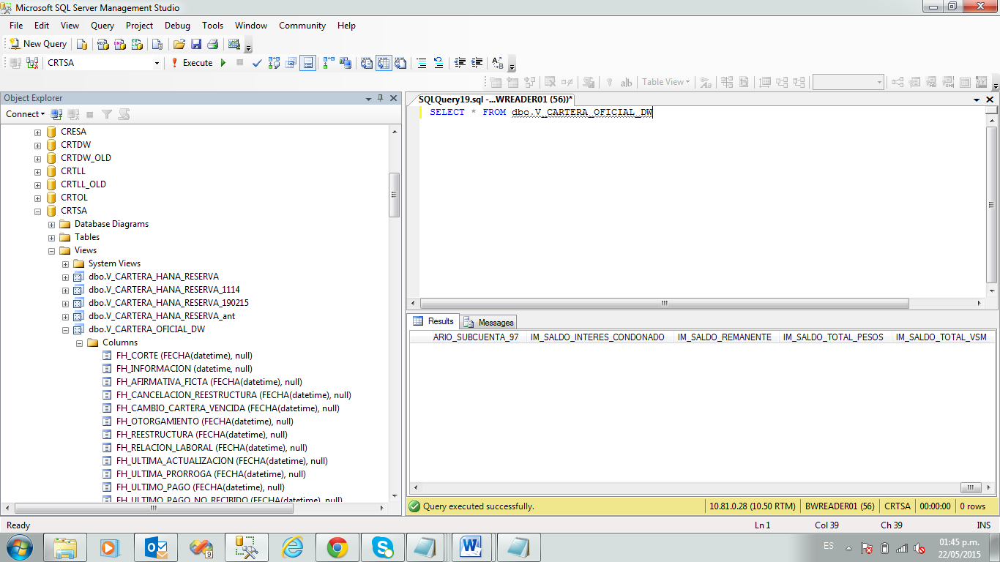 Microsoft SQL Server Management Studio
File Edit View Query Project Debug Tools Window Community Help
New Query
CRTSA Execute
Table View
Object Explorer
SQLQuery19.sql -...WREADER01 (56))*
Connect
SELECT * FROM dbo.V_CARTERA_OFICIAL_DW
CRESA
CRTDW
CRTDW_OLD
CRTLL
CRTLL_OLD
CRTOL
CRTSA
Database Diagrams
Tables
Views
System Views
dbo.V_CARTERA_HANA_RESERVA
dbo.V_CARTERA_HANA_RESERVA_1114
dbo.V_CARTERA_HANA_RESERVA_190215
dbo.V_CARTERA_HANA_RESERVA_ant
dbo.V_CARTERA_OFICIAL_DW
Columns
FH_CORTE (FECHA(datetime), null)
FH_INFORMACION (datetime, null)
FH_AFIRMATIVA_FICTA (FECHA(datetime), null)
FH_CANCELACION_REESTRUCTURA (FECHA(datetime), null)
FH_CAMBIO_CARTERA_VENCIDA (FECHA(datetime), null)
FH_OTORGAMIENTO (FECHA(datetime), null)
FH_REESTRUCTURA (FECHA(datetime), null)
FH_RELACION_LABORAL (FECHA(datetime), null)
FH_ULTIMA_ACTUALIZACION (FECHA(datetime), null)
FH_ULTIMA_PRORROGA (FECHA(datetime), null)
FH_ULTIMO_PAGO (FECHA(datetime), null)
FH_ULTIMO_PAGO_NO_RECIBIDO (FECHA(datetime), null)
Results Messages
ARIO_SUBCUENTA_97 IM_SALDO_INTERES_CONDONADO IM_SALDO_REMANENTE IM_SALDO_TOTAL_PESOS IM_SALDO_TOTAL_VSM
Query executed successfully. 10.81.0.28 (10.50 RTM) BWREADER01 (56) CRTSA 00:00:00 0 rows
Ready Ln 1 Col 39 Ch 39 INS
ES 01:45 p.m.
22/05/2015